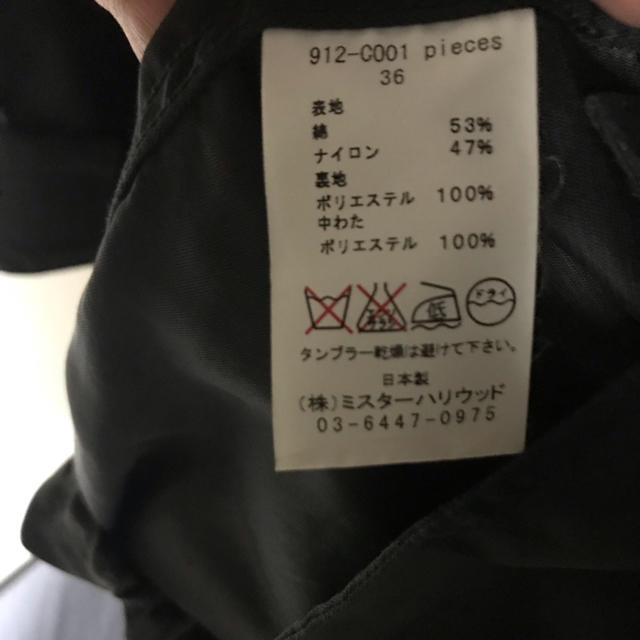 912-C001 pieces
36
表地
綿 53%
ナイロン 47%
裏地
ポリエステル 100%
中わた
ポリエステル 100%
低 ドライ
タンブラー乾燥は避けて下さい。
日本製
(株)ミスターハリウッド
03-6447-0975